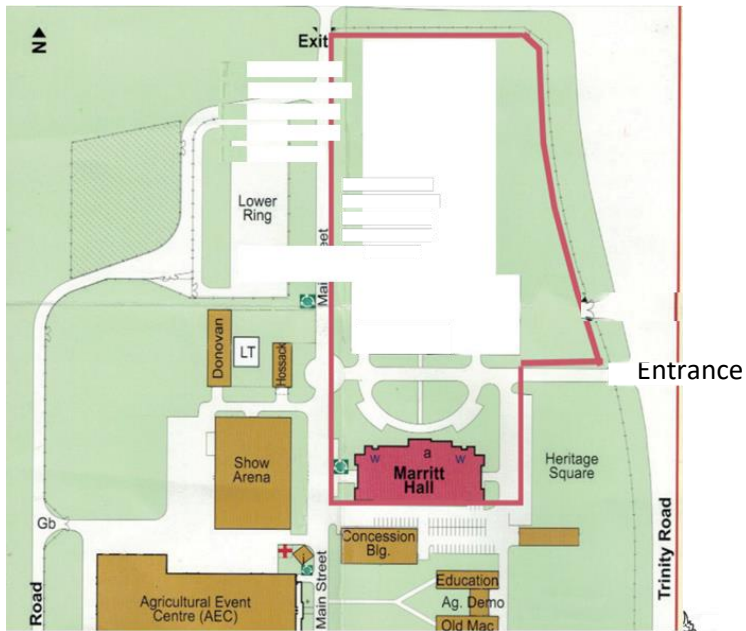 N
Exit
Lower
Ring
Main
Donovan
LT
Hossack
Entrance
Show
Arena
W
a
W
Marritt
Hall
Heritage
Square
Gb
Concession
Blg.
Trinity Road
Main Street
Education
Ag. Demo
Old Mac
Agricultural Event
Centre (AEC)
Road